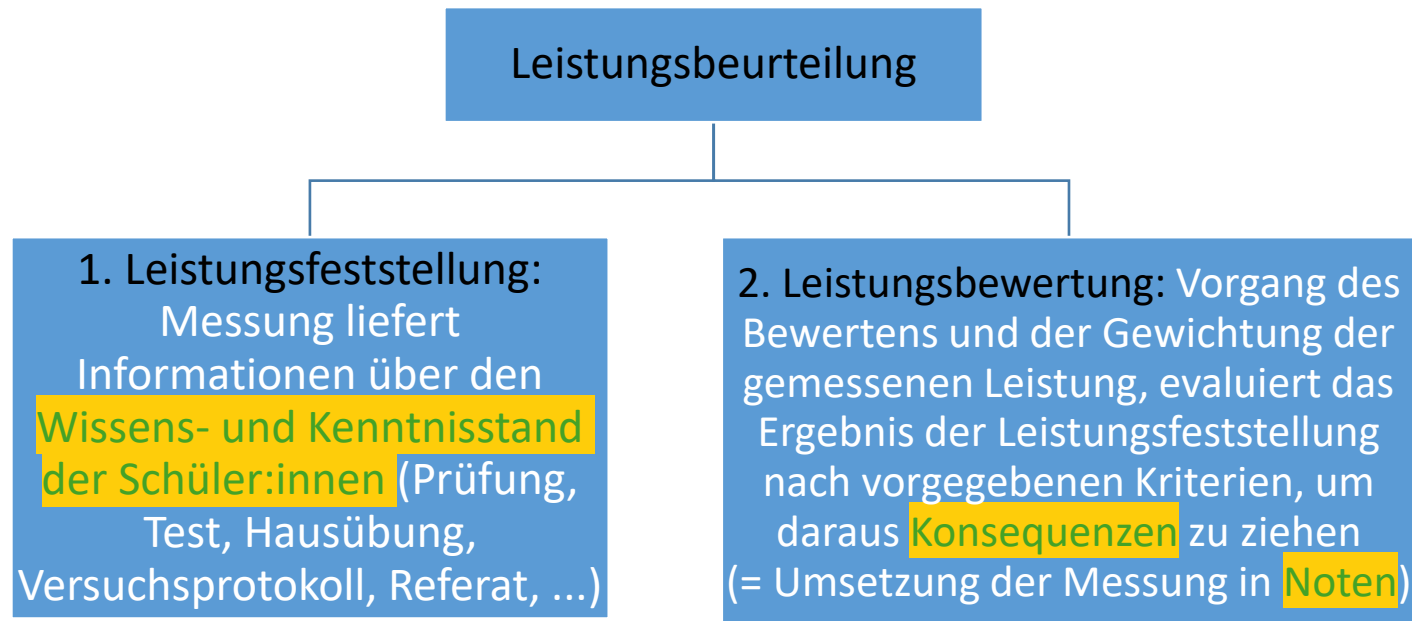 Leistungsbeurteilung
1. Leistungsfeststellung:
Messung liefert
Informationen über den
Wissens- und Kenntnisstand
der Schüler:innen (Prüfung,
Test, Hausübung,
Versuchsprotokoll, Referat, ...)
2. Leistungsbewertung: Vorgang des
Bewertens und der Gewichtung der
gemessenen Leistung, evaluiert das
Ergebnis der Leistungsfeststellung
nach vorgegebenen Kriterien, um
daraus Konsequenzen zu ziehen
(= Umsetzung der Messung in Noten)